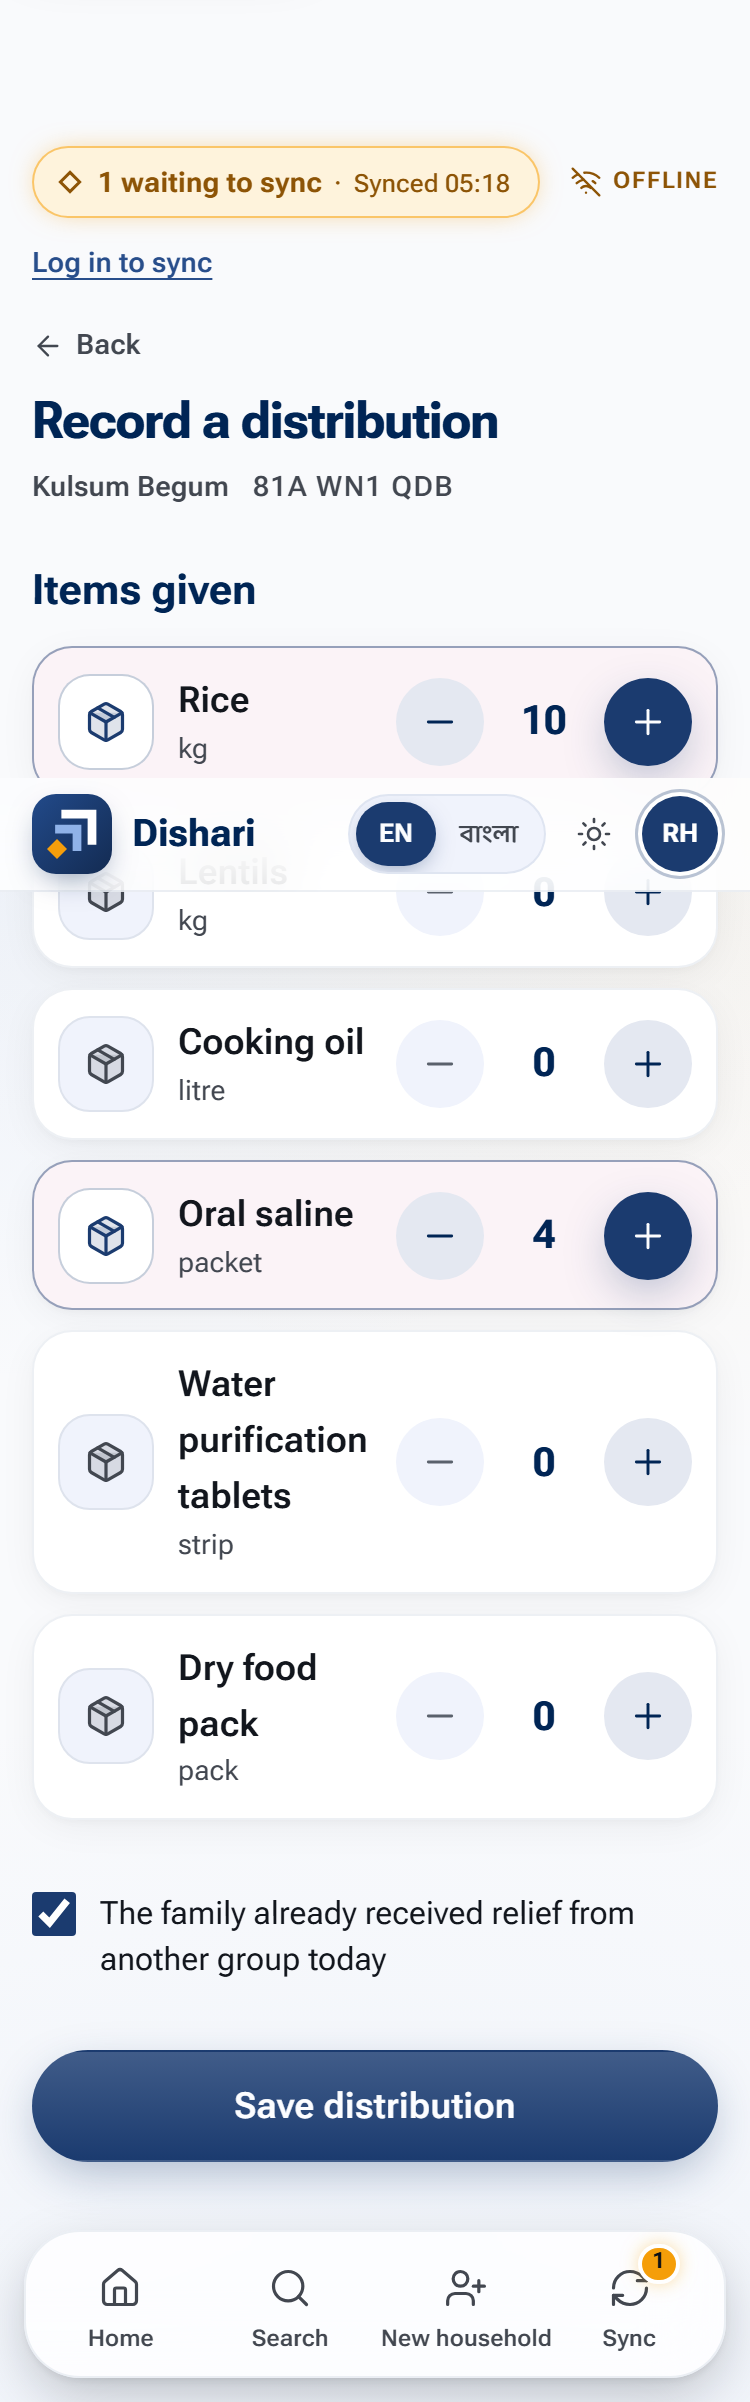 1 waiting to sync · Synced 05:18
OFFLINE
Log in to sync
Back
Record a distribution
Kulsum Begum 81A WN1 QDB
Items given
Rice
kg
10
Dishari
EN
বাংলা
RH
Lentils
kg
0
Cooking oil
litre
0
Oral saline
packet
4
Water
purification
tablets
strip
0
Dry food
pack
pack
0
The family already received relief from
another group today
Save distribution
1
Home
Search
New household
Sync